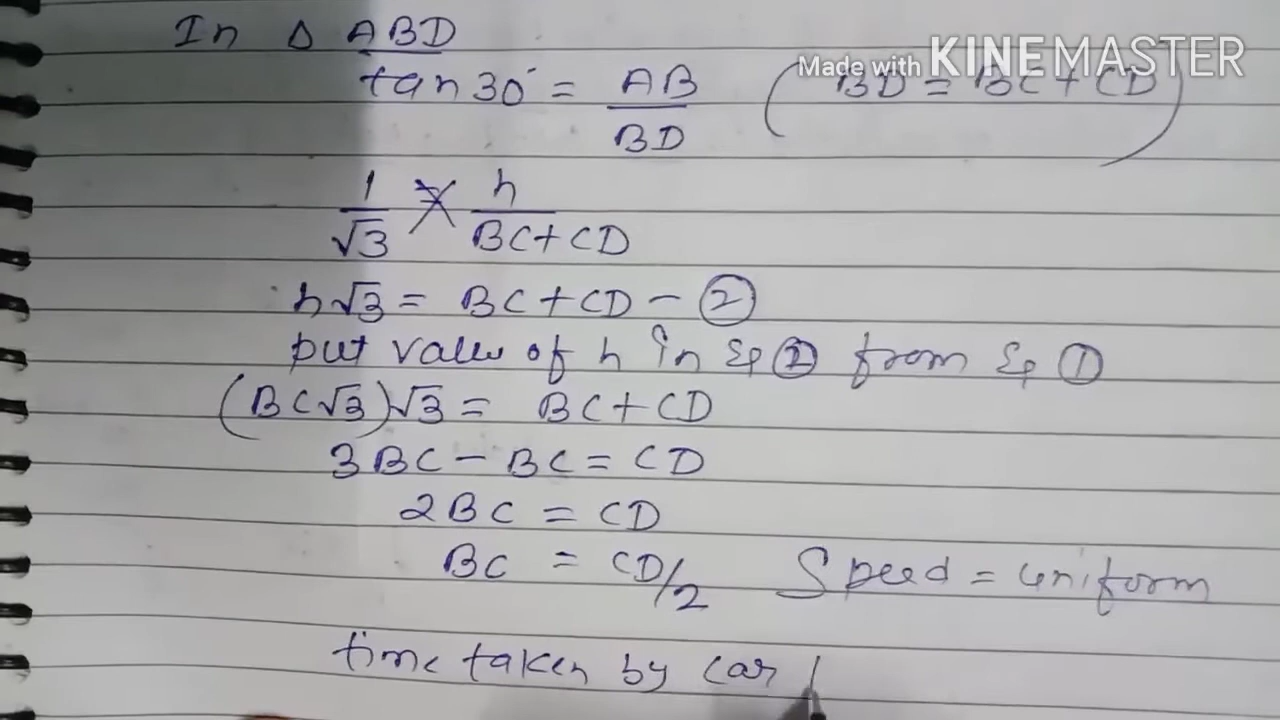 In Δ ABD
Made with KINEMASTER
tan 30° = AB/BD (BD = BC + CD)
1/√3 = h/BC + CD
h√3 = BC + CD – ②
put value of h in Eq ② from Eq ①
(BC√3)√3 = BC + CD
3BC – BC = CD
2BC = CD
BC = CD/2 Speed = uniform
time taken by car